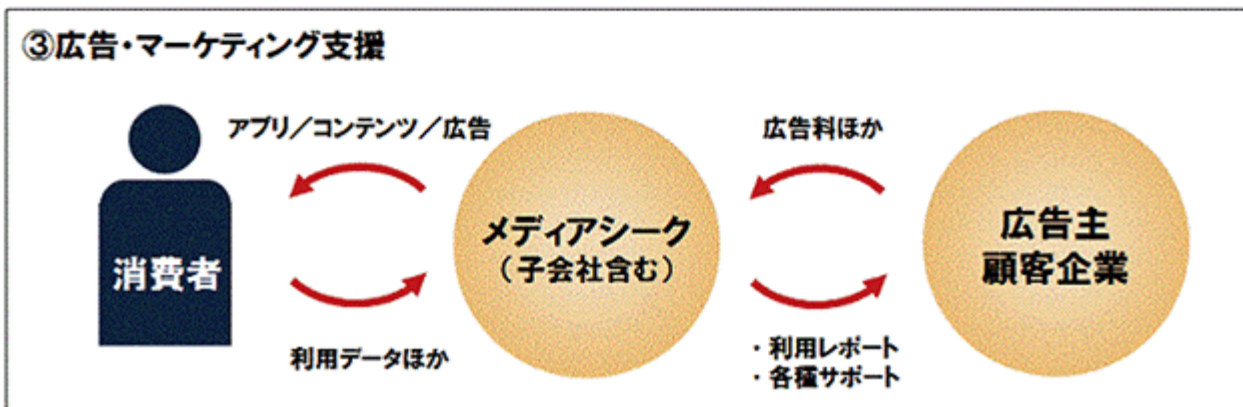 ③広告・マーケティング支援
アプリ／コンテンツ／広告
広告料ほか
消費者
メディアシーク
（子会社含む）
広告主
顧客企業
利用データほか
・利用レポート
・各種サポート